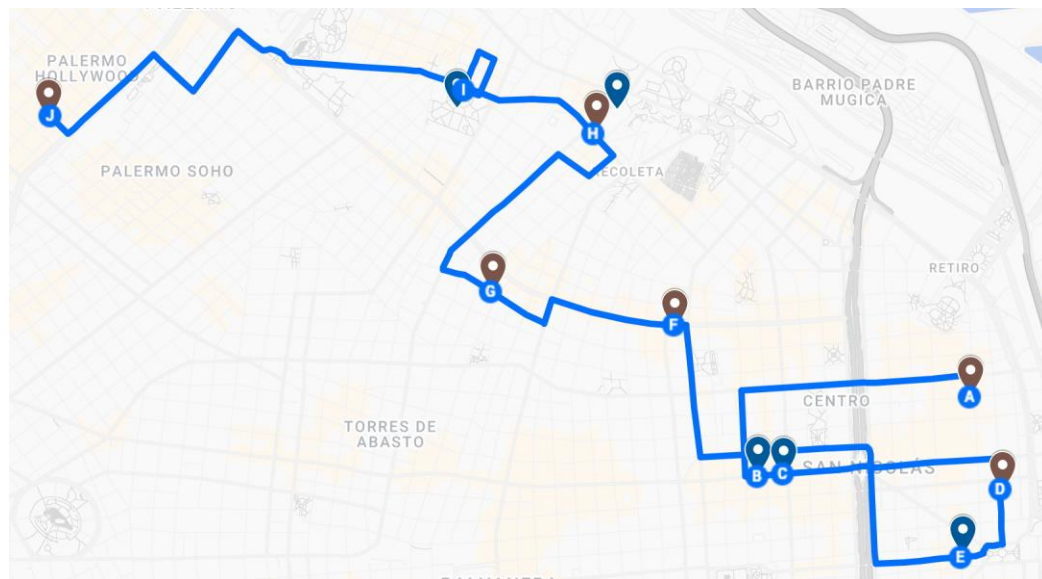 PALERMO
HOLLYWOOD
J
I
H
BARRIO PADRE
MUGICA
PALERMO SOHO
RECOLETA
RETIRO
G
F
A
CENTRO
TORRES DE
ABASTO
SAN NICOLÁS
B
C
D
E